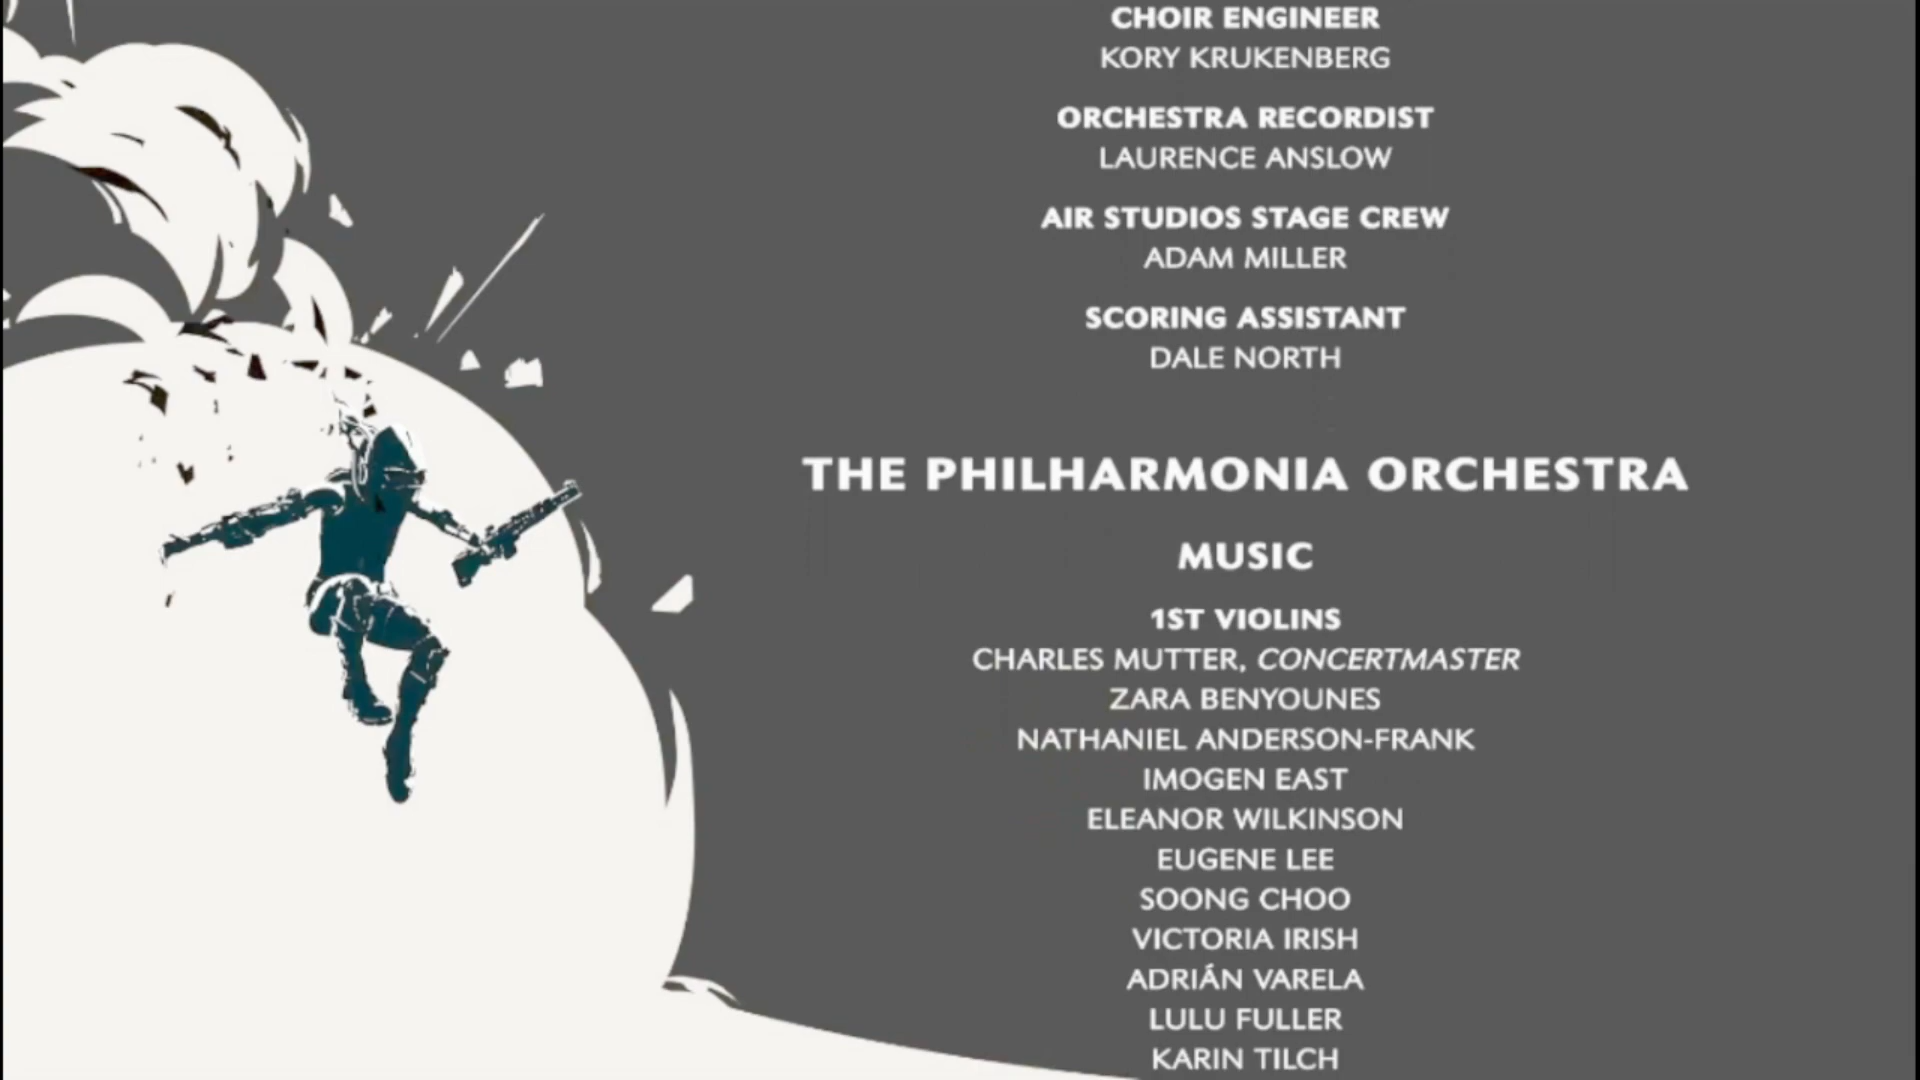 CHOIR ENGINEER
KORY KRUKENBERG
ORCHESTRA RECORDIST
LAURENCE ANSLOW
AIR STUDIOS STAGE CREW
ADAM MILLER
SCORING ASSISTANT
DALE NORTH
THE PHILHARMONIA ORCHESTRA
MUSIC
1ST VIOLINS
CHARLES MUTTER, CONCERTMASTER
ZARA BENYOUNES
NATHANIEL ANDERSON-FRANK
IMOGEN EAST
ELEANOR WILKINSON
EUGENE LEE
SOONG CHOO
VICTORIA IRISH
ADRIÁN VARELA
LULU FULLER
KARIN TILCH